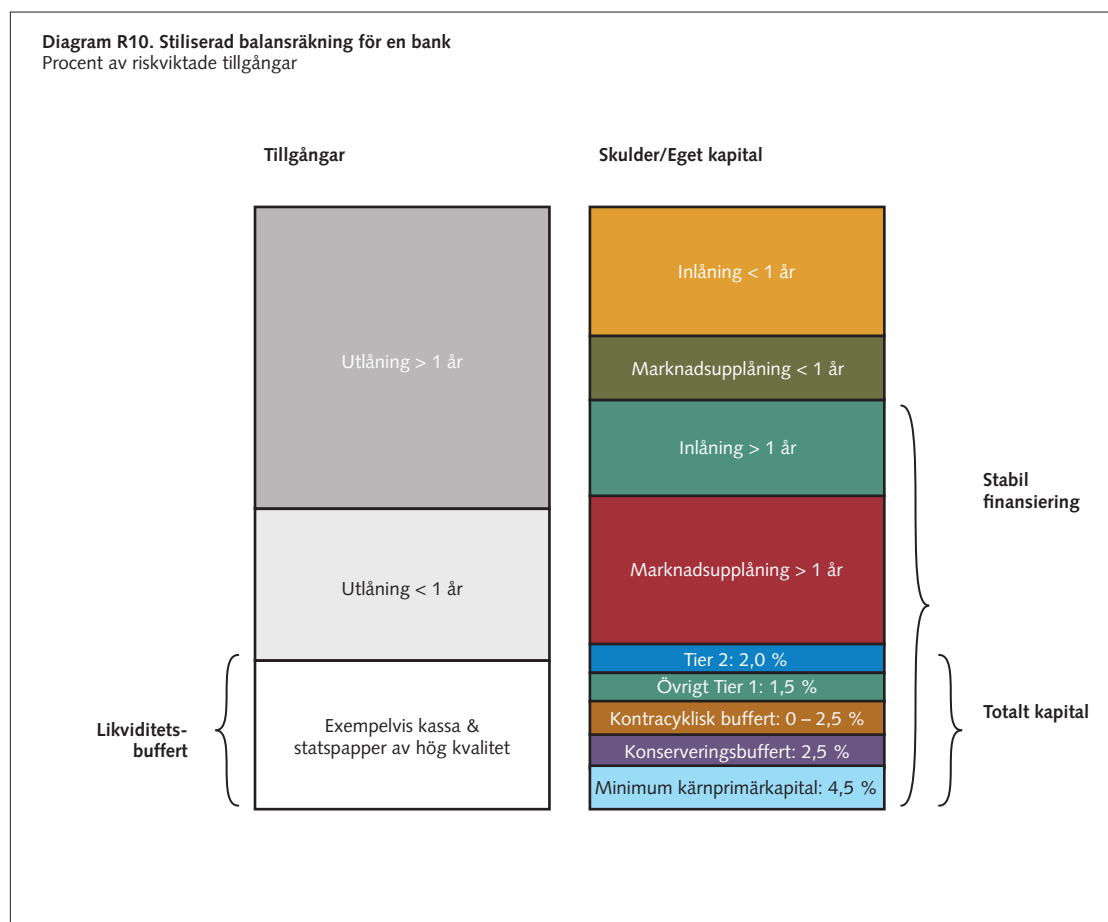 Diagram R10. Stiliserad balansräkning för en bank
Procent av riskviktade tillgångar
Tillgångar
Skulder/Eget kapital
Utlåning > 1 år
Utlåning < 1 år
Exempelvis kassa &
statspapper av hög kvalitet
Likviditets-
buffert
Inlåning < 1 år
Marknadsupplåning < 1 år
Inlåning > 1 år
Marknadsupplåning > 1 år
Tier 2: 2,0 %
Övrigt Tier 1: 1,5 %
Kontracyklisk buffert: 0 – 2,5 %
Konserveringsbuffert: 2,5 %
Minimum kärnprimärkapital: 4,5 %
Stabil
finansiering
Totalt kapital